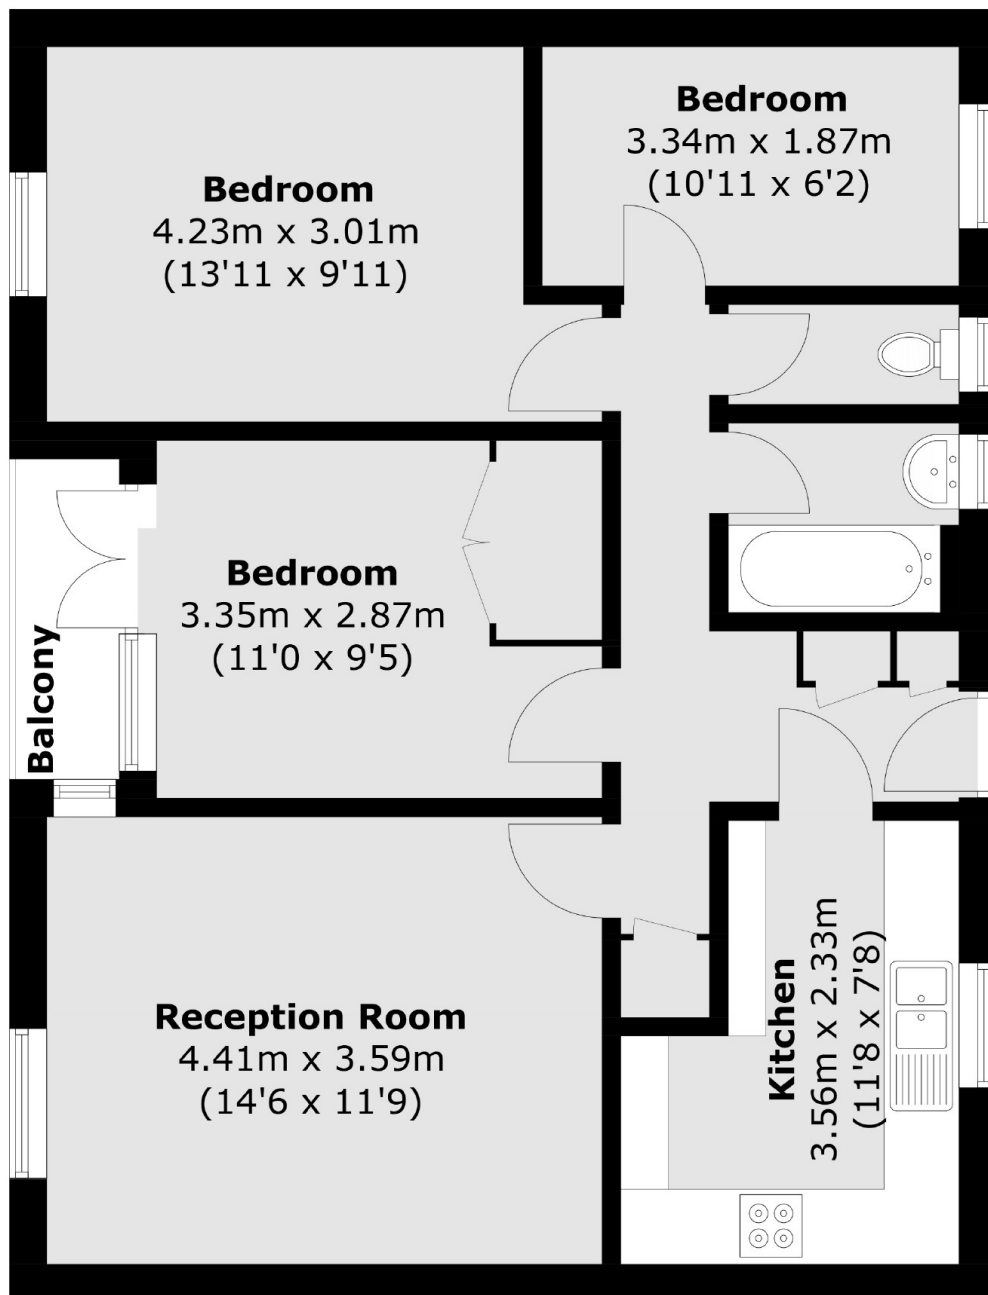 Bedroom
3.34m x 1.87m
(10'11 x 6'2)
Bedroom
4.23m x 3.01m
(13'11 x 9'11)
Bedroom
3.35m x 2.87m
(11'0 x 9'5)
Balcony
Reception Room
4.41m x 3.59m
(14'6 x 11'9)
Kitchen
3.56m x 2.33m
(11'8 x 7'8)